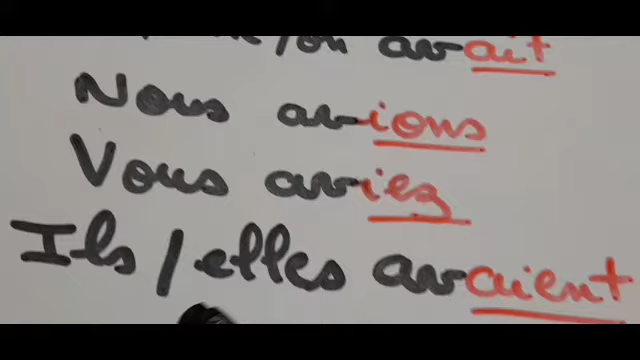 /on avait
Nous avions
Vous aviez
Ils/elles avaient